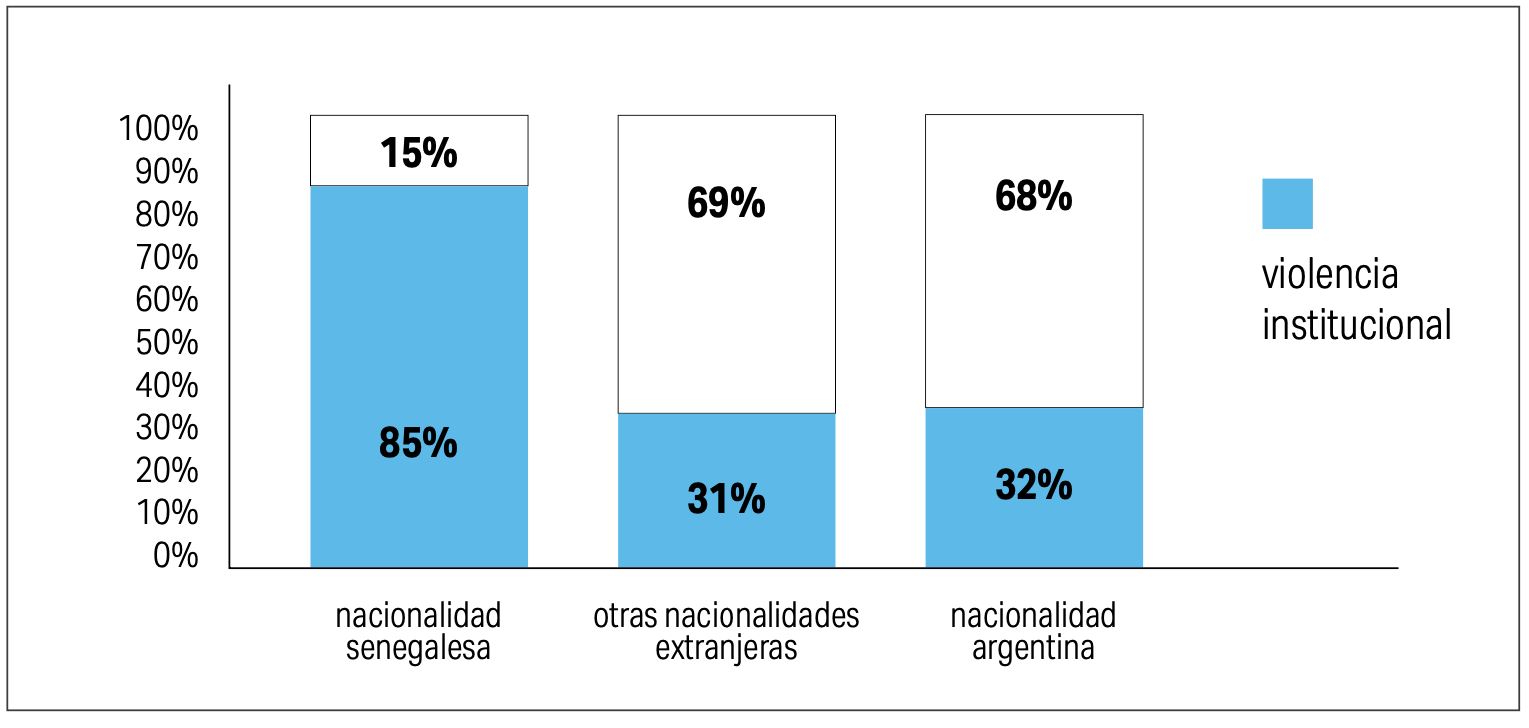 100%
90%
80%
70%
60%
50%
40%
30%
20%
10%
0%
15%
85%
69%
31%
68%
32%
nacionalidad
senegalesa
otras nacionalidades
extranjeras
nacionalidad
argentina
violencia
institucional